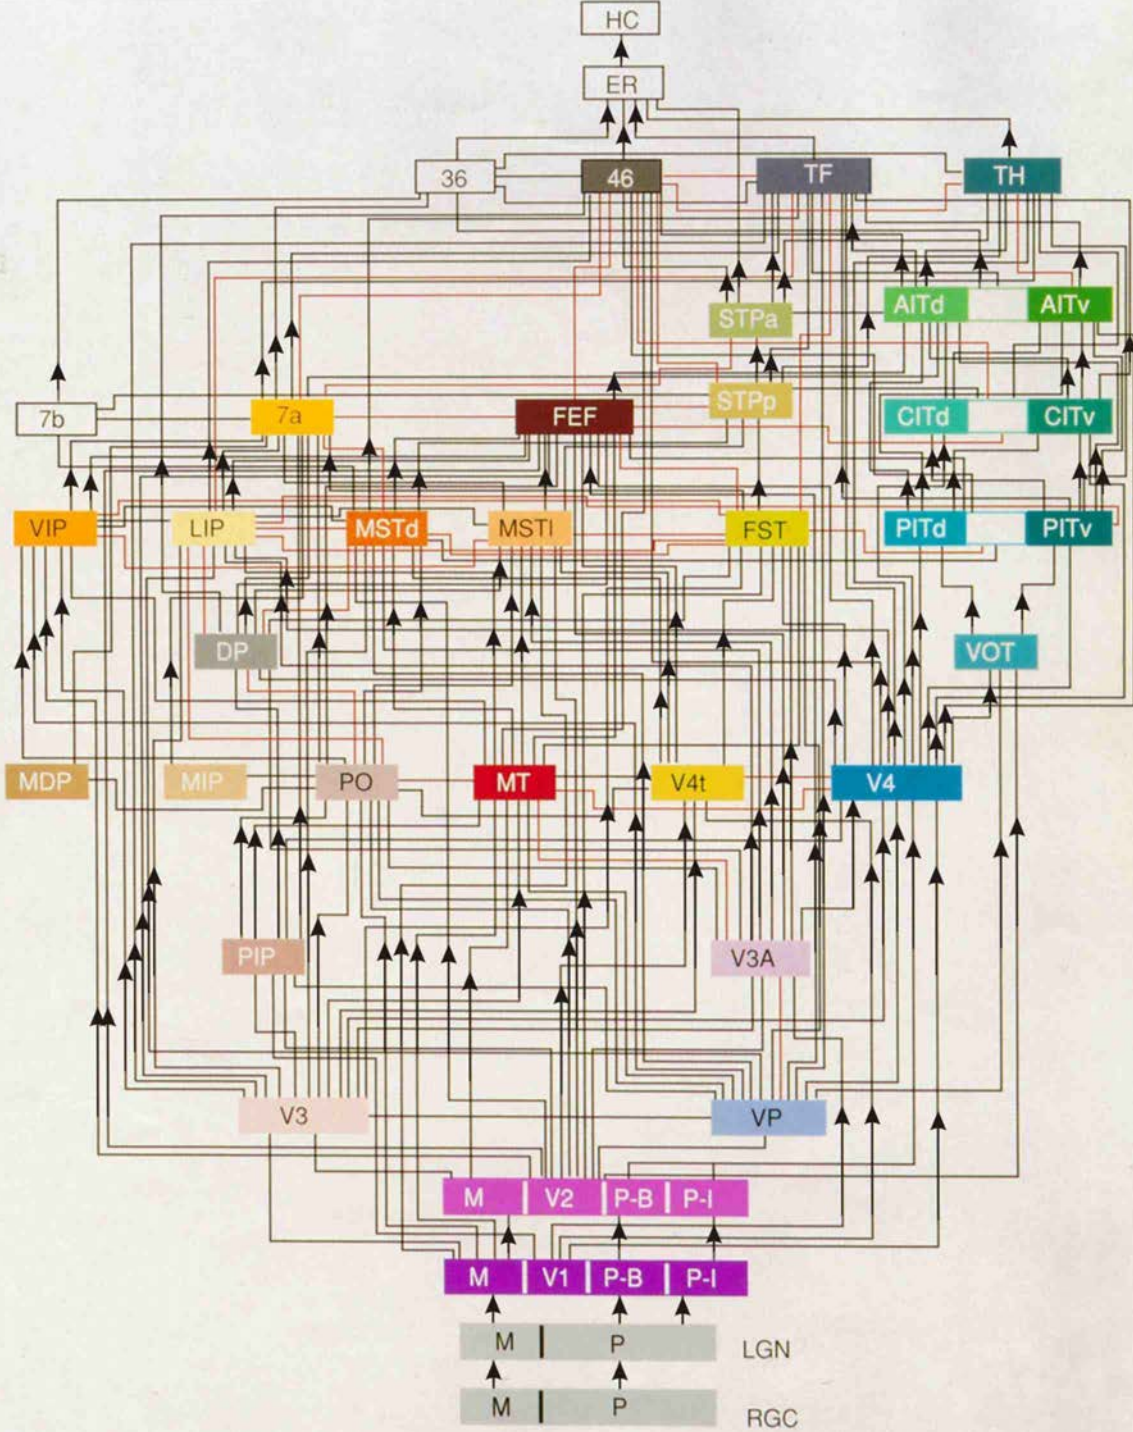 HC
ER
36 46 TF TH
STPa AITd AITv
7b 7a FEF STPp CITd CITv
VIP LIP MSTd MSTl FST PITd PITv
DP VOT
MDP MIP PO MT V4t V4
PIP V3A
V3 VP
M V2 P-B P-I
M V1 P-B P-I
M P LGN
M P RGC